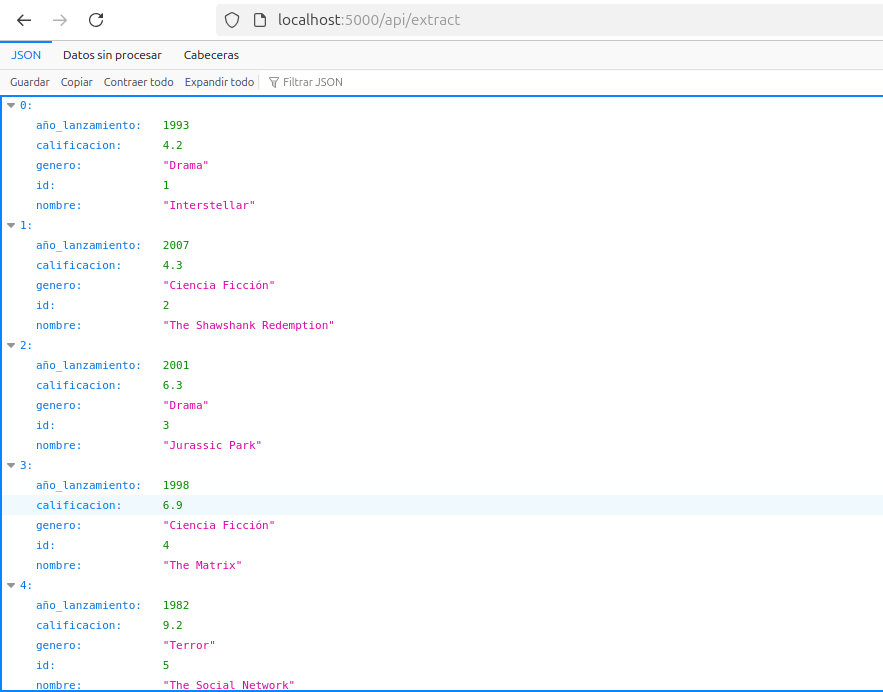 localhost:5000/api/extract
JSON Datos sin procesar Cabeceras
Guardar Copiar Contraer todo Expandir todo Filtrar JSON
0:
año_lanzamiento: 1993
calificacion: 4.2
genero: "Drama"
id: 1
nombre: "Interstellar"
1:
año_lanzamiento: 2007
calificacion: 4.3
genero: "Ciencia Ficción"
id: 2
nombre: "The Shawshank Redemption"
2:
año_lanzamiento: 2001
calificacion: 6.3
genero: "Drama"
id: 3
nombre: "Jurassic Park"
3:
año_lanzamiento: 1998
calificacion: 6.9
genero: "Ciencia Ficción"
id: 4
nombre: "The Matrix"
4:
año_lanzamiento: 1982
calificacion: 9.2
genero: "Terror"
id: 5
nombre: "The Social Network"